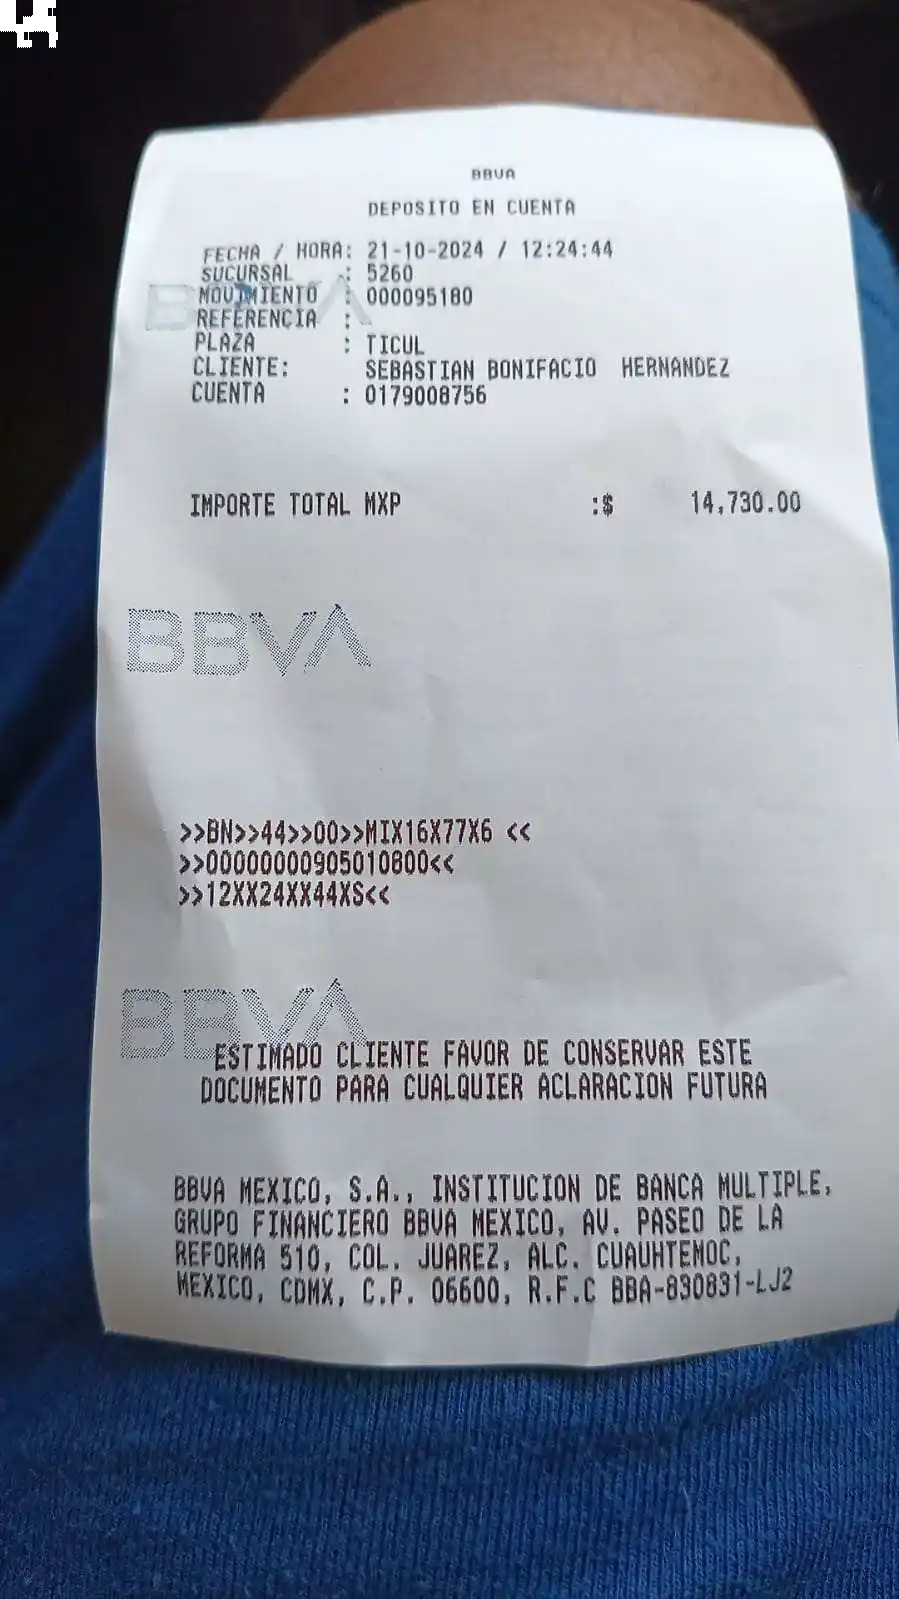 BBVA
DEPOSITO EN CUENTA
FECHA / HORA: 21-10-2024 / 12:24:44
SUCURSAL : 5260
MOVIMIENTO : 000095180
REFERENCIA :
PLAZA : TICUL
CLIENTE: SEBASTIAN BONIFACIO HERNANDEZ
CUENTA : 0179008756
IMPORTE TOTAL MXP :$ 14,730.00
BBVA
>>BN>>44>>00>>MIX16X77X6 <<
>>00000000905010800<<
>>12XX24XX44XS<<
BBVA
ESTIMADO CLIENTE FAVOR DE CONSERVAR ESTE
DOCUMENTO PARA CUALQUIER ACLARACION FUTURA
BBVA MEXICO, S.A., INSTITUCION DE BANCA MULTIPLE,
GRUPO FINANCIERO BBVA MEXICO, AV. PASEO DE LA
REFORMA 510, COL. JUAREZ, ALC. CUAUHTEMOC,
MEXICO, CDMX, C.P. 06600, R.F.C BBA-830831-LJ2